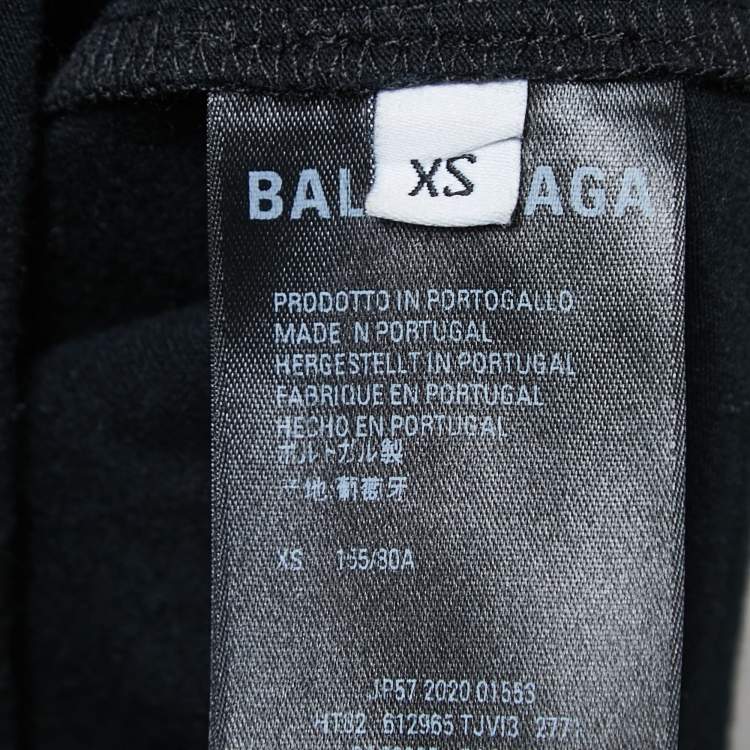 XS
BAL AGA
PRODOTTO IN PORTOGALLO
MADE IN PORTUGAL
HERGESTELLT IN PORTUGAL
FABRIQUE EN PORTUGAL
HECHO EN PORTUGAL
ポルトガル製
产地:葡萄牙
XS 155/80A
JP57 2020 01553
612965 TJVI3